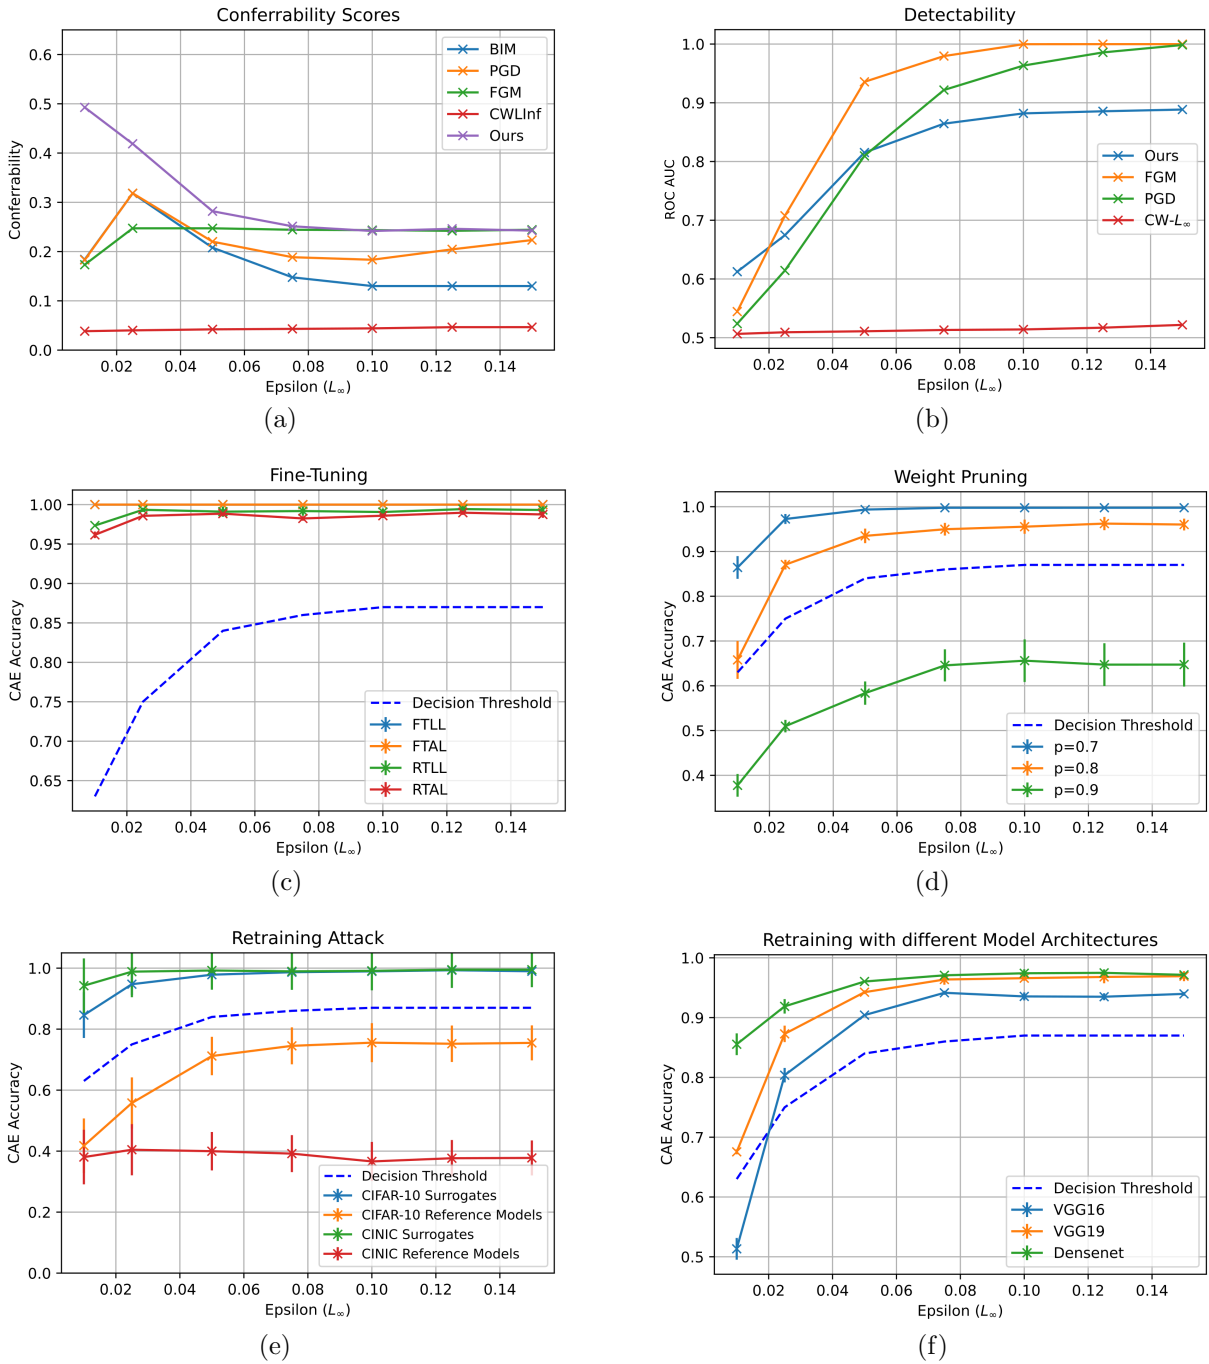 Conferrability Scores
Conferrability
0.6
0.5
0.4
0.3
0.2
0.1
0.0
BIM
PGD
FGM
CWLInf
Ours
0.02 0.04 0.06 0.08 0.10 0.12 0.14
Epsilon (L∞)
(a)
Detectability
ROC AUC
1.0
0.9
0.8
0.7
0.6
0.5
Ours
FGM
PGD
CW-L∞
0.02 0.04 0.06 0.08 0.10 0.12 0.14
Epsilon (L∞)
(b)
Fine-Tuning
CAE Accuracy
1.00
0.95
0.90
0.85
0.80
0.75
0.70
0.65
Decision Threshold
FTLL
FTAL
RTLL
RTAL
0.02 0.04 0.06 0.08 0.10 0.12 0.14
Epsilon (L∞)
(c)
Weight Pruning
CAE Accuracy
1.0
0.9
0.8
0.7
0.6
0.5
0.4
Decision Threshold
p=0.7
p=0.8
p=0.9
0.02 0.04 0.06 0.08 0.10 0.12 0.14
Epsilon (L∞)
(d)
Retraining Attack
CAE Accuracy
1.0
0.8
0.6
0.4
0.2
0.0
Decision Threshold
CIFAR-10 Surrogates
CIFAR-10 Reference Models
CINIC Surrogates
CINIC Reference Models
0.02 0.04 0.06 0.08 0.10 0.12 0.14
Epsilon (L∞)
(e)
Retraining with different Model Architectures
CAE Accuracy
1.0
0.9
0.8
0.7
0.6
0.5
Decision Threshold
VGG16
VGG19
Densenet
0.02 0.04 0.06 0.08 0.10 0.12 0.14
Epsilon (L∞)
(f)